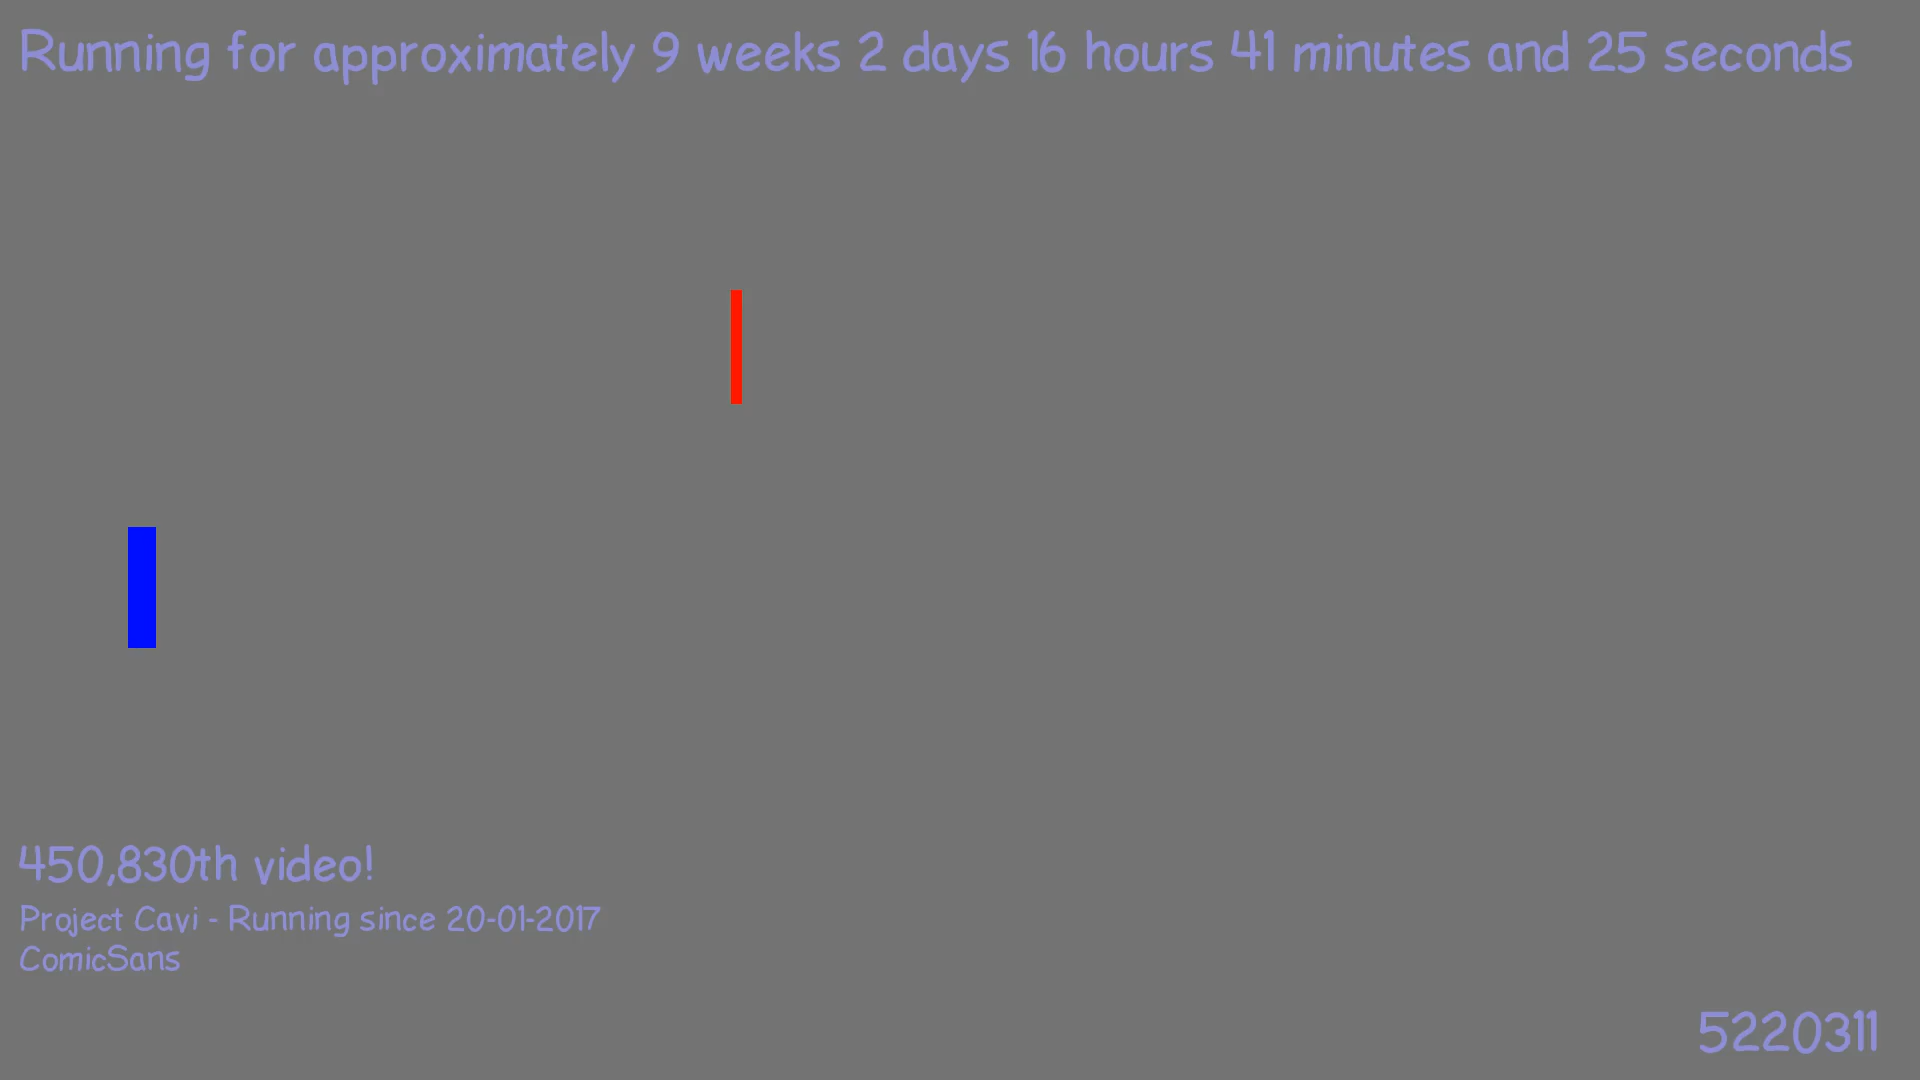 Running for approximately 9 weeks 2 days 16 hours 41 minutes and 25 seconds
450,830th video!
Project Cavi - Running since 20-01-2017
ComicSans
5220311